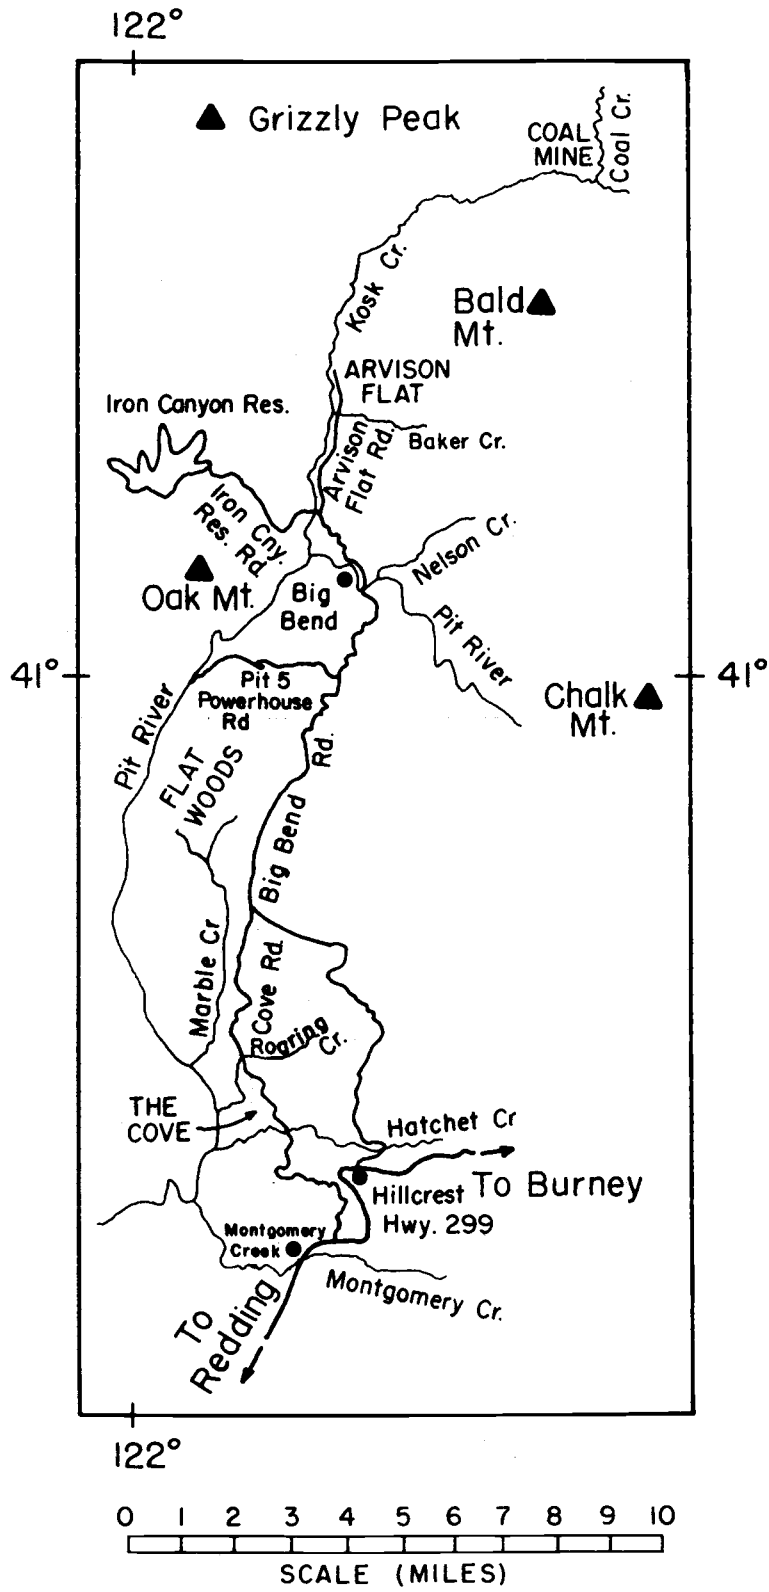 122°
Grizzly Peak
COAL
MINE
Coal Cr.
Kosk Cr.
Bald
Mt.
ARVISON
FLAT
Iron Canyon Res.
Baker Cr.
Arvison
Flat Rd.
Iron Cny.
Res. Rd.
Nelson Cr.
Oak Mt.
Big
Bend
Pit River
41°
41°
Pit 5
Powerhouse
Rd
Chalk
Mt.
Pit River
FLAT
WOODS
Big Bend Rd.
Marble Cr
Cove Rd.
Roaring
Cr.
THE
COVE
Hatchet Cr
To Burney
Hillcrest
Hwy. 299
Montgomery
Creek
Montgomery Cr.
To
Redding
122°
0 1 2 3 4 5 6 7 8 9 10
SCALE (MILES)